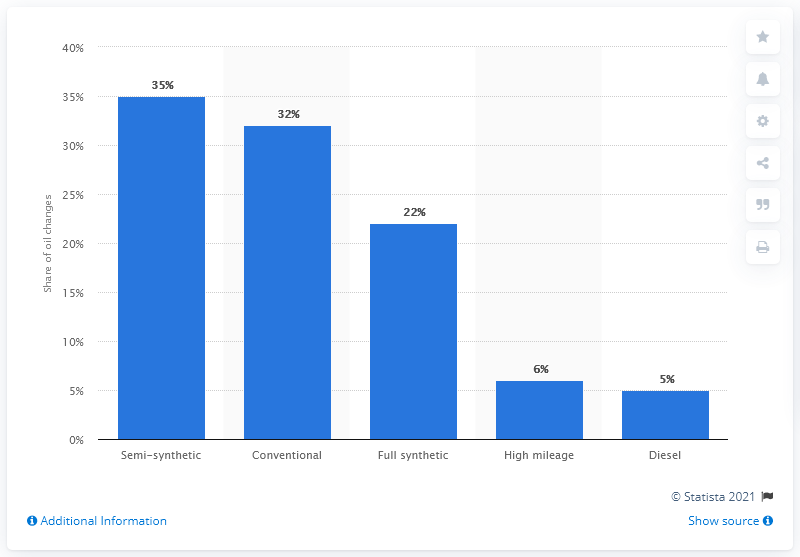 40%
35%
30%
25%
20%
15%
10%
5%
0%
Share of oil changes
35%
32%
22%
6%
5%
Semi-synthetic
Conventional
Full synthetic
High mileage
Diesel
© Statista 2021
Additional Information
Show source